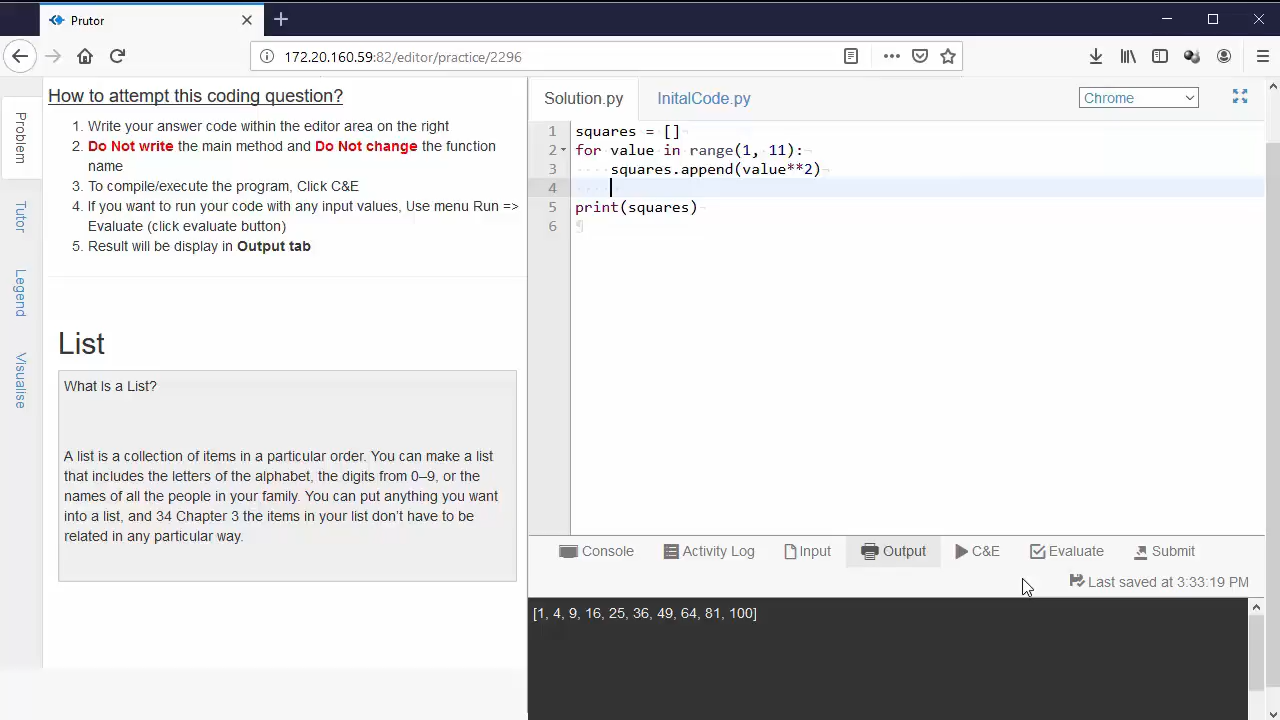 Prutor
172.20.160.59:82/editor/practice/2296
How to attempt this coding question?
1. Write your answer code within the editor area on the right
2. Do Not write the main method and Do Not change the function
name
3. To compile/execute the program, Click C&E
4. If you want to run your code with any input values, Use menu Run =>
Evaluate (click evaluate button)
5. Result will be display in Output tab
Problem
Tutor
Legend
Visualise
List
What Is a List?
A list is a collection of items in a particular order. You can make a list
that includes the letters of the alphabet, the digits from 0–9, or the
names of all the people in your family. You can put anything you want
into a list, and 34 Chapter 3 the items in your list don't have to be
related in any particular way.
Solution.py InitalCode.py Chrome
1 squares = []
2 for value in range(1, 11):
3 squares.append(value**2)
4
5 print(squares)
6
Console Activity Log Input Output C&E Evaluate Submit
Last saved at 3:33:19 PM
[1, 4, 9, 16, 25, 36, 49, 64, 81, 100]